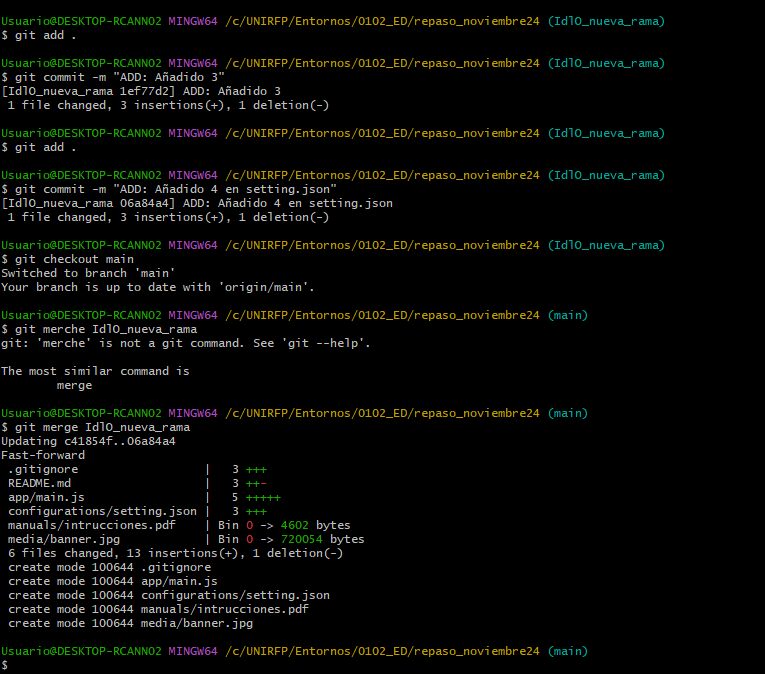 Usuario@DESKTOP-RCANNO2 MINGW64 /c/UNIRFP/Entornos/0102_ED/repaso_noviembre24 (IdlO_nueva_rama)
$ git add .
Usuario@DESKTOP-RCANNO2 MINGW64 /c/UNIRFP/Entornos/0102_ED/repaso_noviembre24 (IdlO_nueva_rama)
$ git commit -m "ADD: Añadido 3"
[IdlO_nueva_rama 1ef77d2] ADD: Añadido 3
 1 file changed, 3 insertions(+), 1 deletion(-)
Usuario@DESKTOP-RCANNO2 MINGW64 /c/UNIRFP/Entornos/0102_ED/repaso_noviembre24 (IdlO_nueva_rama)
$ git add .
Usuario@DESKTOP-RCANNO2 MINGW64 /c/UNIRFP/Entornos/0102_ED/repaso_noviembre24 (IdlO_nueva_rama)
$ git commit -m "ADD: Añadido 4 en setting.json"
[IdlO_nueva_rama 06a84a4] ADD: Añadido 4 en setting.json
 1 file changed, 3 insertions(+), 1 deletion(-)
Usuario@DESKTOP-RCANNO2 MINGW64 /c/UNIRFP/Entornos/0102_ED/repaso_noviembre24 (IdlO_nueva_rama)
$ git checkout main
Switched to branch 'main'
Your branch is up to date with 'origin/main'.
Usuario@DESKTOP-RCANNO2 MINGW64 /c/UNIRFP/Entornos/0102_ED/repaso_noviembre24 (main)
$ git merche IdlO_nueva_rama
git: 'merche' is not a git command. See 'git --help'.
The most similar command is
        merge
Usuario@DESKTOP-RCANNO2 MINGW64 /c/UNIRFP/Entornos/0102_ED/repaso_noviembre24 (main)
$ git merge IdlO_nueva_rama
Updating c41854f..06a84a4
Fast-forward
 .gitignore                  |   3 +++
 README.md                   |   3 ++-
 app/main.js                 |   5 +++++
 configurations/setting.json |   3 +++
 manuals/intrucciones.pdf    | Bin 0 -> 4602 bytes
 media/banner.jpg            | Bin 0 -> 720054 bytes
 6 files changed, 13 insertions(+), 1 deletion(-)
 create mode 100644 .gitignore
 create mode 100644 app/main.js
 create mode 100644 configurations/setting.json
 create mode 100644 manuals/intrucciones.pdf
 create mode 100644 media/banner.jpg
Usuario@DESKTOP-RCANNO2 MINGW64 /c/UNIRFP/Entornos/0102_ED/repaso_noviembre24 (main)
$